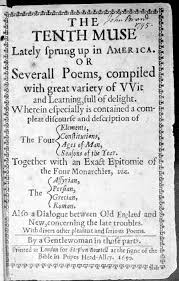 THE
TENTH MUSE
Lately sprung up in AMERICA.
OR
Severall Poems, compiled
with great variety of VVit
and Learning, full of delight.
Wherein especially is contained a com-
pleat discourse and description of
The Four
Elements,
Constitutions,
Ages of Man,
Seasons of the Year.
Together with an Exact Epitomie of
the Four Monarchies, viz.
The
Assyrian,
Persian,
Grecian,
Roman.
Also a Dialogue between Old England and
New, concerning the late troubles.
With divers other pleasant and serious Poems.
By a Gentlewoman in those parts.
Printed at London for Stephen Bowtell at the signe of the
Bible in Popes Head-Alley. 1650.